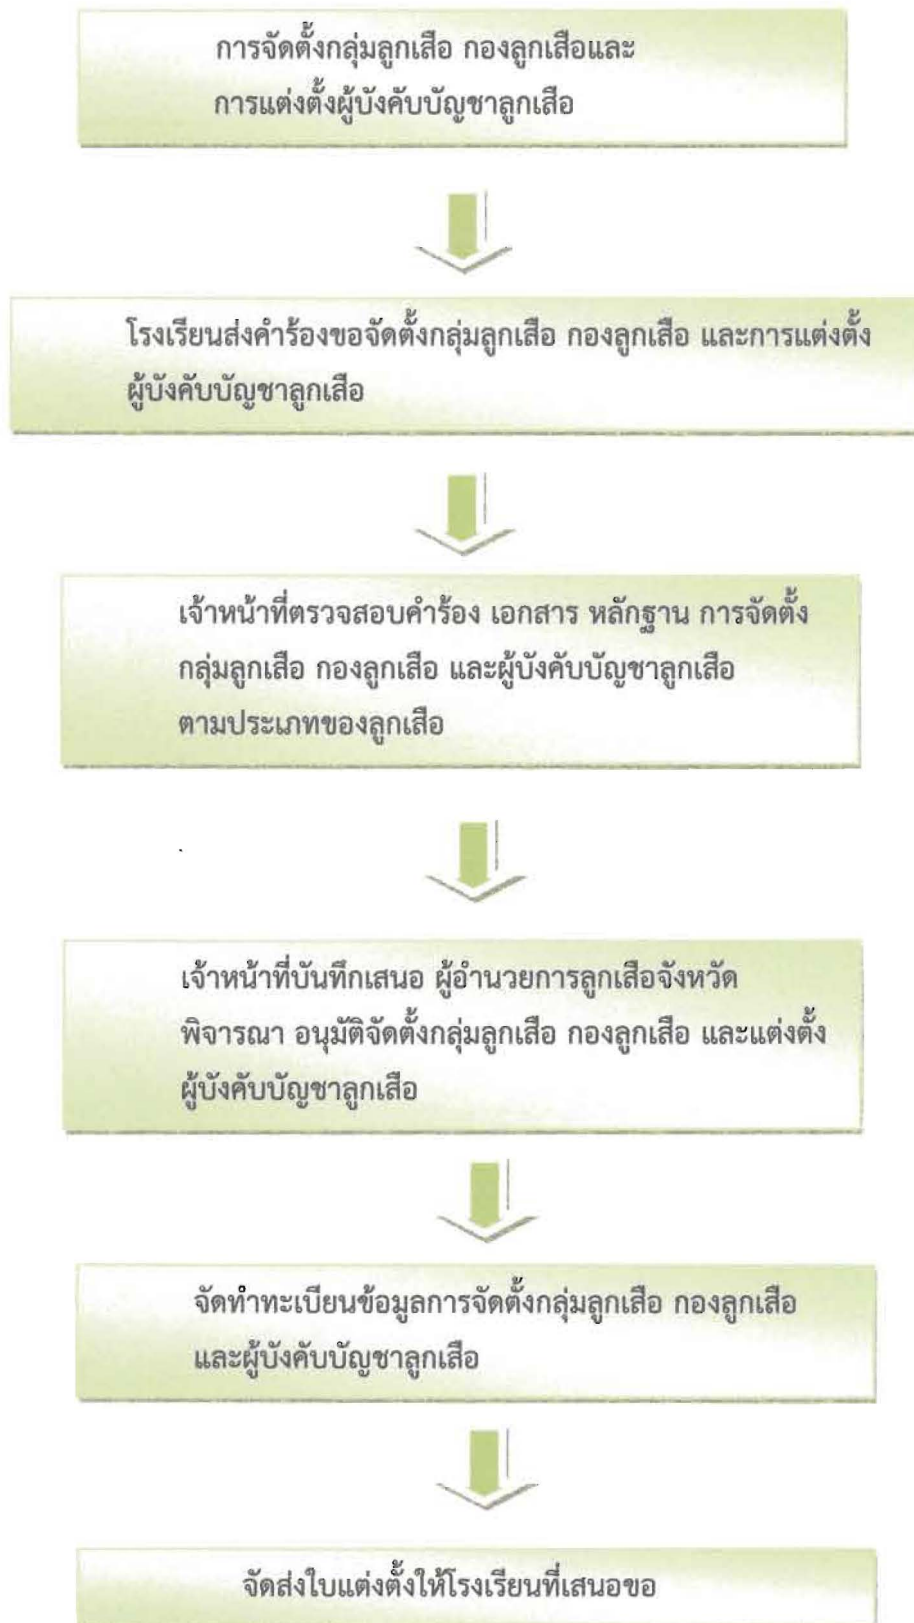 การจัดตั้งกลุ่มลูกเสือ กองลูกเสือและ
การแต่งตั้งผู้บังคับบัญชาลูกเสือ
โรงเรียนส่งคำร้องขอจัดตั้งกลุ่มลูกเสือ กองลูกเสือ และการแต่งตั้ง
ผู้บังคับบัญชาลูกเสือ
เจ้าหน้าที่ตรวจสอบคำร้อง เอกสาร หลักฐาน การจัดตั้ง
กลุ่มลูกเสือ กองลูกเสือ และผู้บังคับบัญชาลูกเสือ
ตามประเภทของลูกเสือ
เจ้าหน้าที่บันทึกเสนอ ผู้อำนวยการลูกเสือจังหวัด
พิจารณา อนุมัติจัดตั้งกลุ่มลูกเสือ กองลูกเสือ และแต่งตั้ง
ผู้บังคับบัญชาลูกเสือ
จัดทำทะเบียนข้อมูลการจัดตั้งกลุ่มลูกเสือ กองลูกเสือ
และผู้บังคับบัญชาลูกเสือ
จัดส่งใบแต่งตั้งให้โรงเรียนที่เสนอขอ